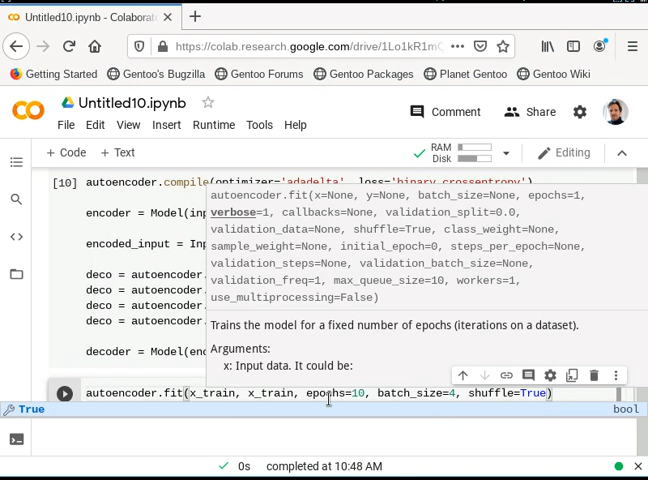 Untitled10.ipynb - Colaborat
https://colab.research.google.com/drive/1Lo1kR1m
Getting Started
Gentoo's Bugzilla
Gentoo Forums
Gentoo Packages
Planet Gentoo
Gentoo Wiki
Untitled10.ipynb
Comment
Share
File Edit View Insert Runtime Tools Help
+ Code + Text
RAM
Disk
Editing
[10] autoencoder.compile(optimizer='adadelta', loss='binary_crossentropy')
autoencoder.fit(x=None, y=None, batch_size=None, epochs=1,
verbose=1, callbacks=None, validation_split=0.0,
validation_data=None, shuffle=True, class_weight=None,
sample_weight=None, initial_epoch=0, steps_per_epoch=None,
validation_steps=None, validation_batch_size=None,
validation_freq=1, max_queue_size=10, workers=1,
use_multiprocessing=False)
Trains the model for a fixed number of epochs (iterations on a dataset).
Arguments:
x: Input data. It could be:
encoder = Model(inp
encoded_input = Inp
deco = autoencoder.
deco = autoencoder.
deco = autoencoder.
deco = autoencoder.
decoder = Model(enc
autoencoder.fit(x_train, x_train, epochs=10, batch_size=4, shuffle=True)
True bool
0s completed at 10:48 AM